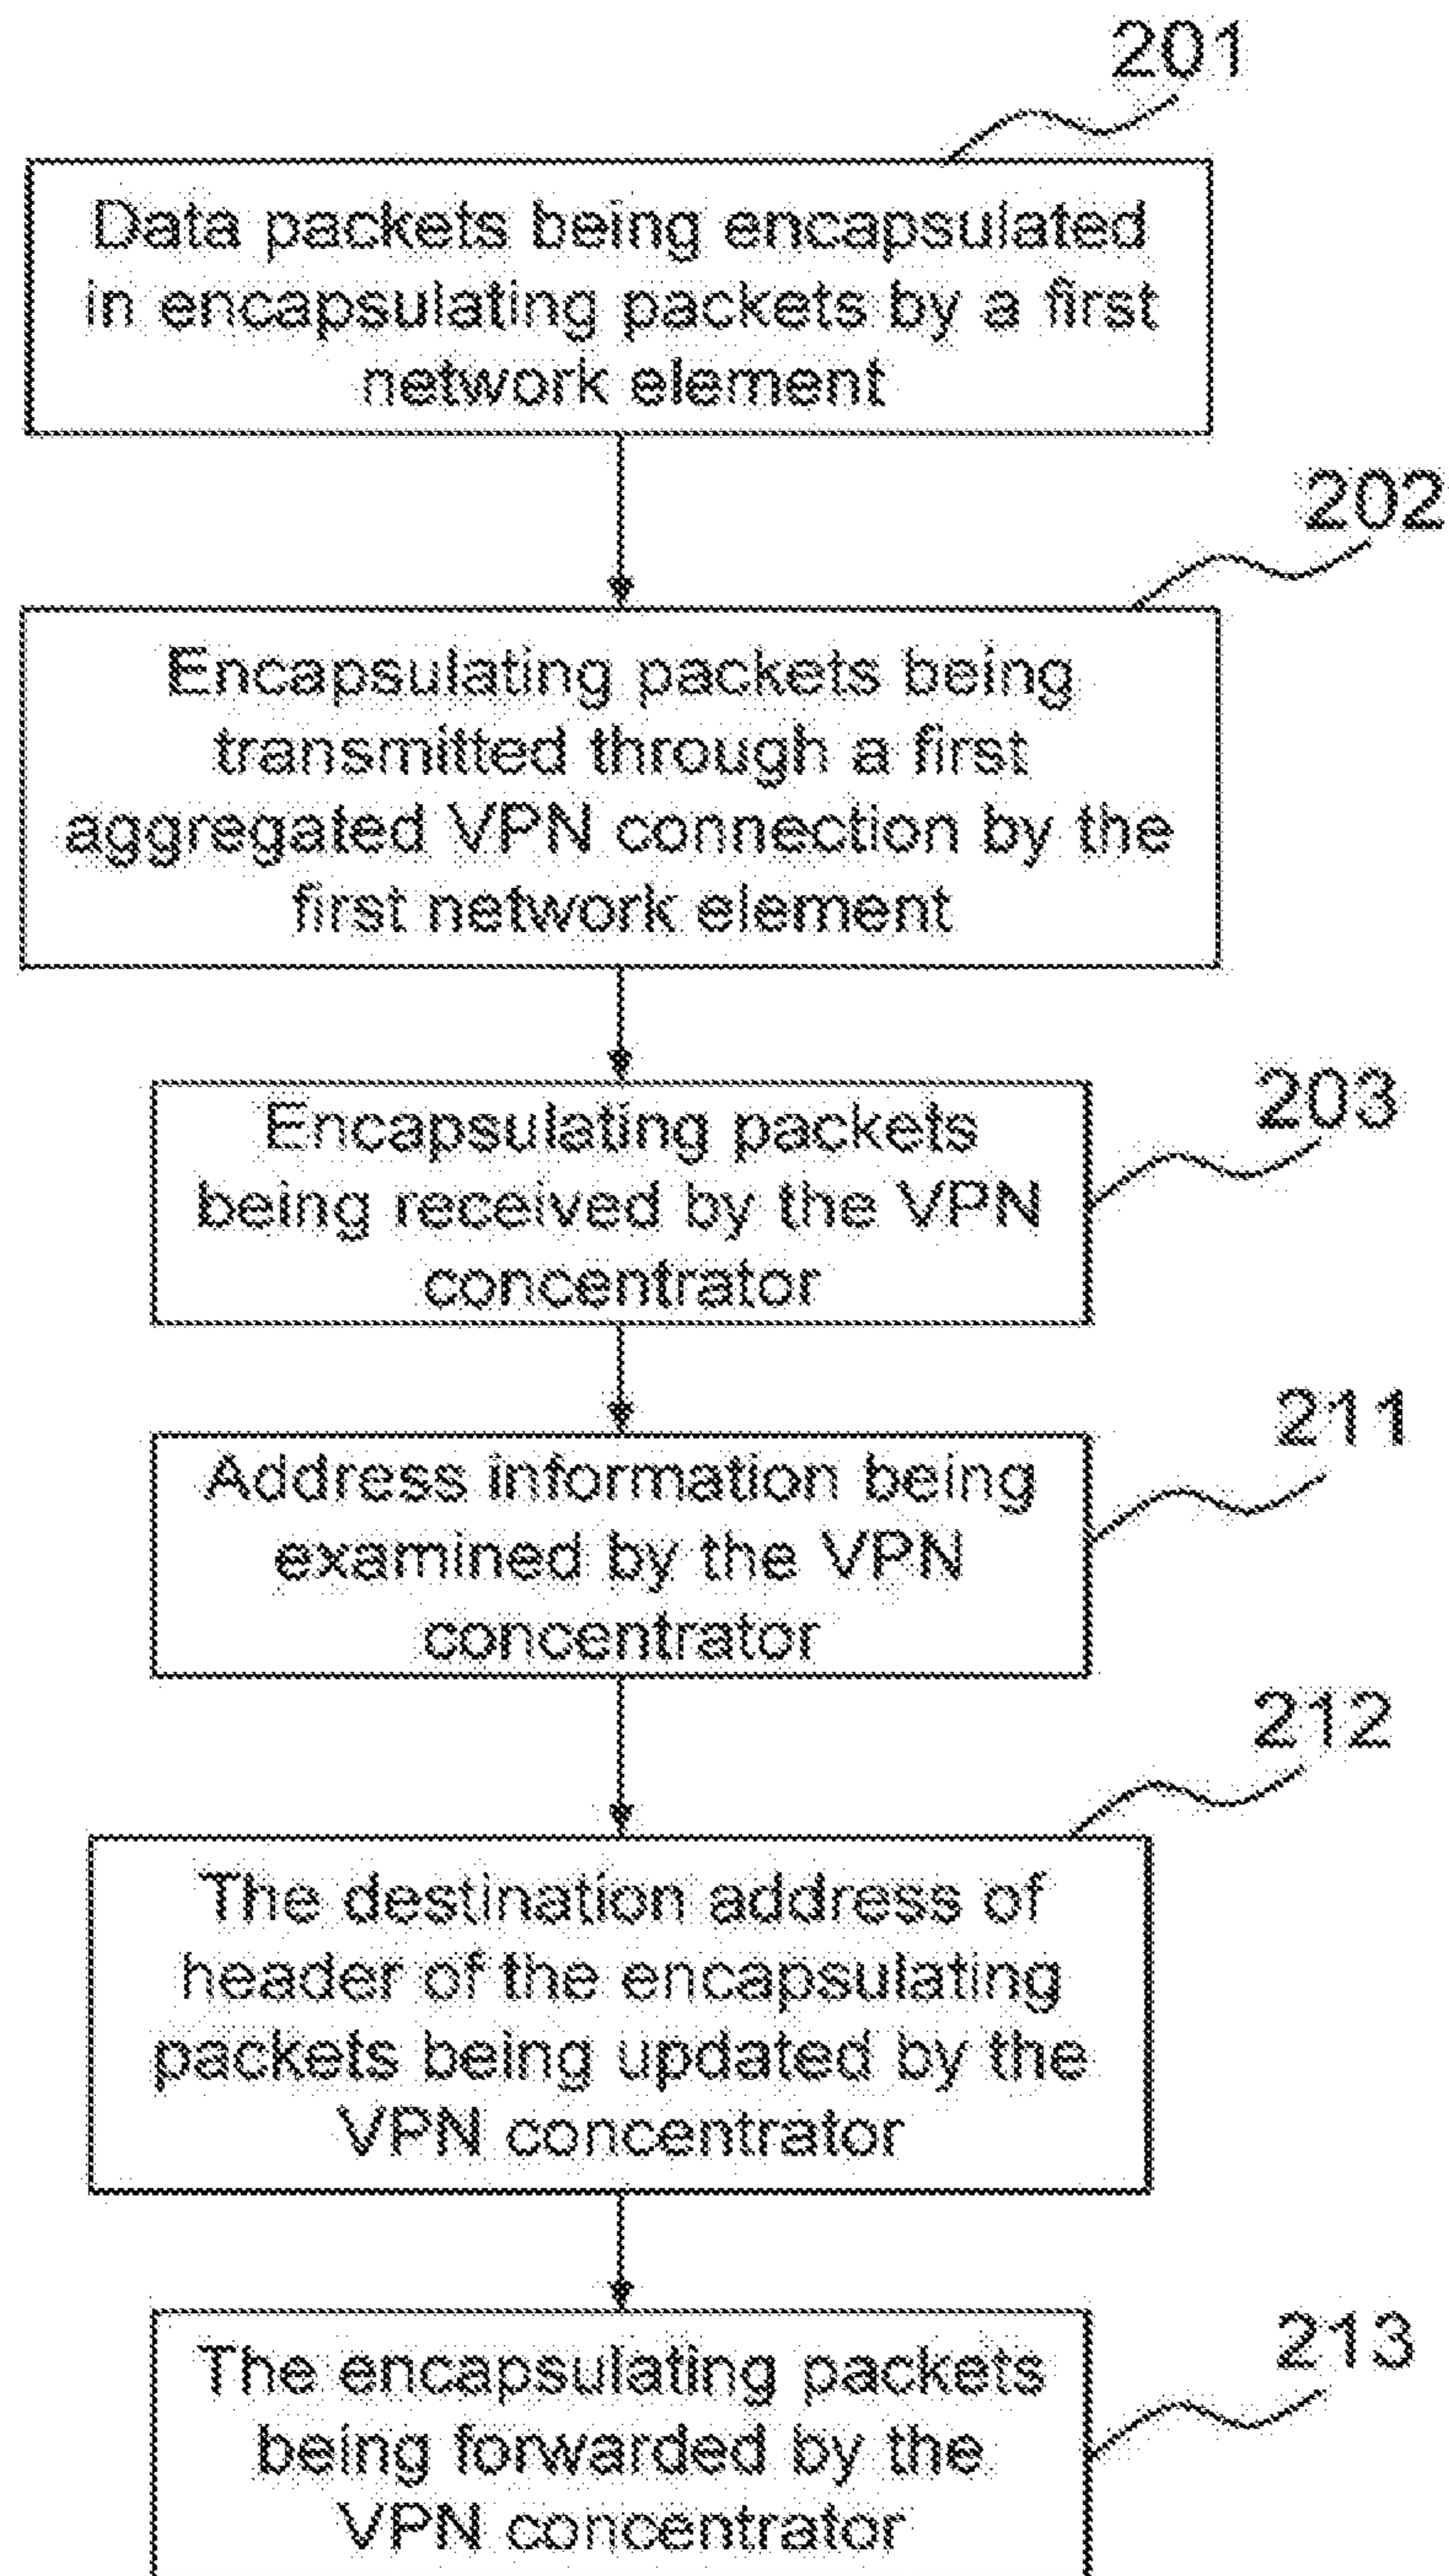 201
Data packets being encapsulated
in encapsulating packets by a first
network element
202
Encapsulating packets being
transmitted through a first
aggregated VPN connection by the
first network element
203
Encapsulating packets
being received by the VPN
concentrator
211
Address information being
examined by the VPN
concentrator
212
The destination address of
header of the encapsulating
packets being updated by the
VPN concentrator
213
The encapsulating packets
being forwarded by the
VPN concentrator